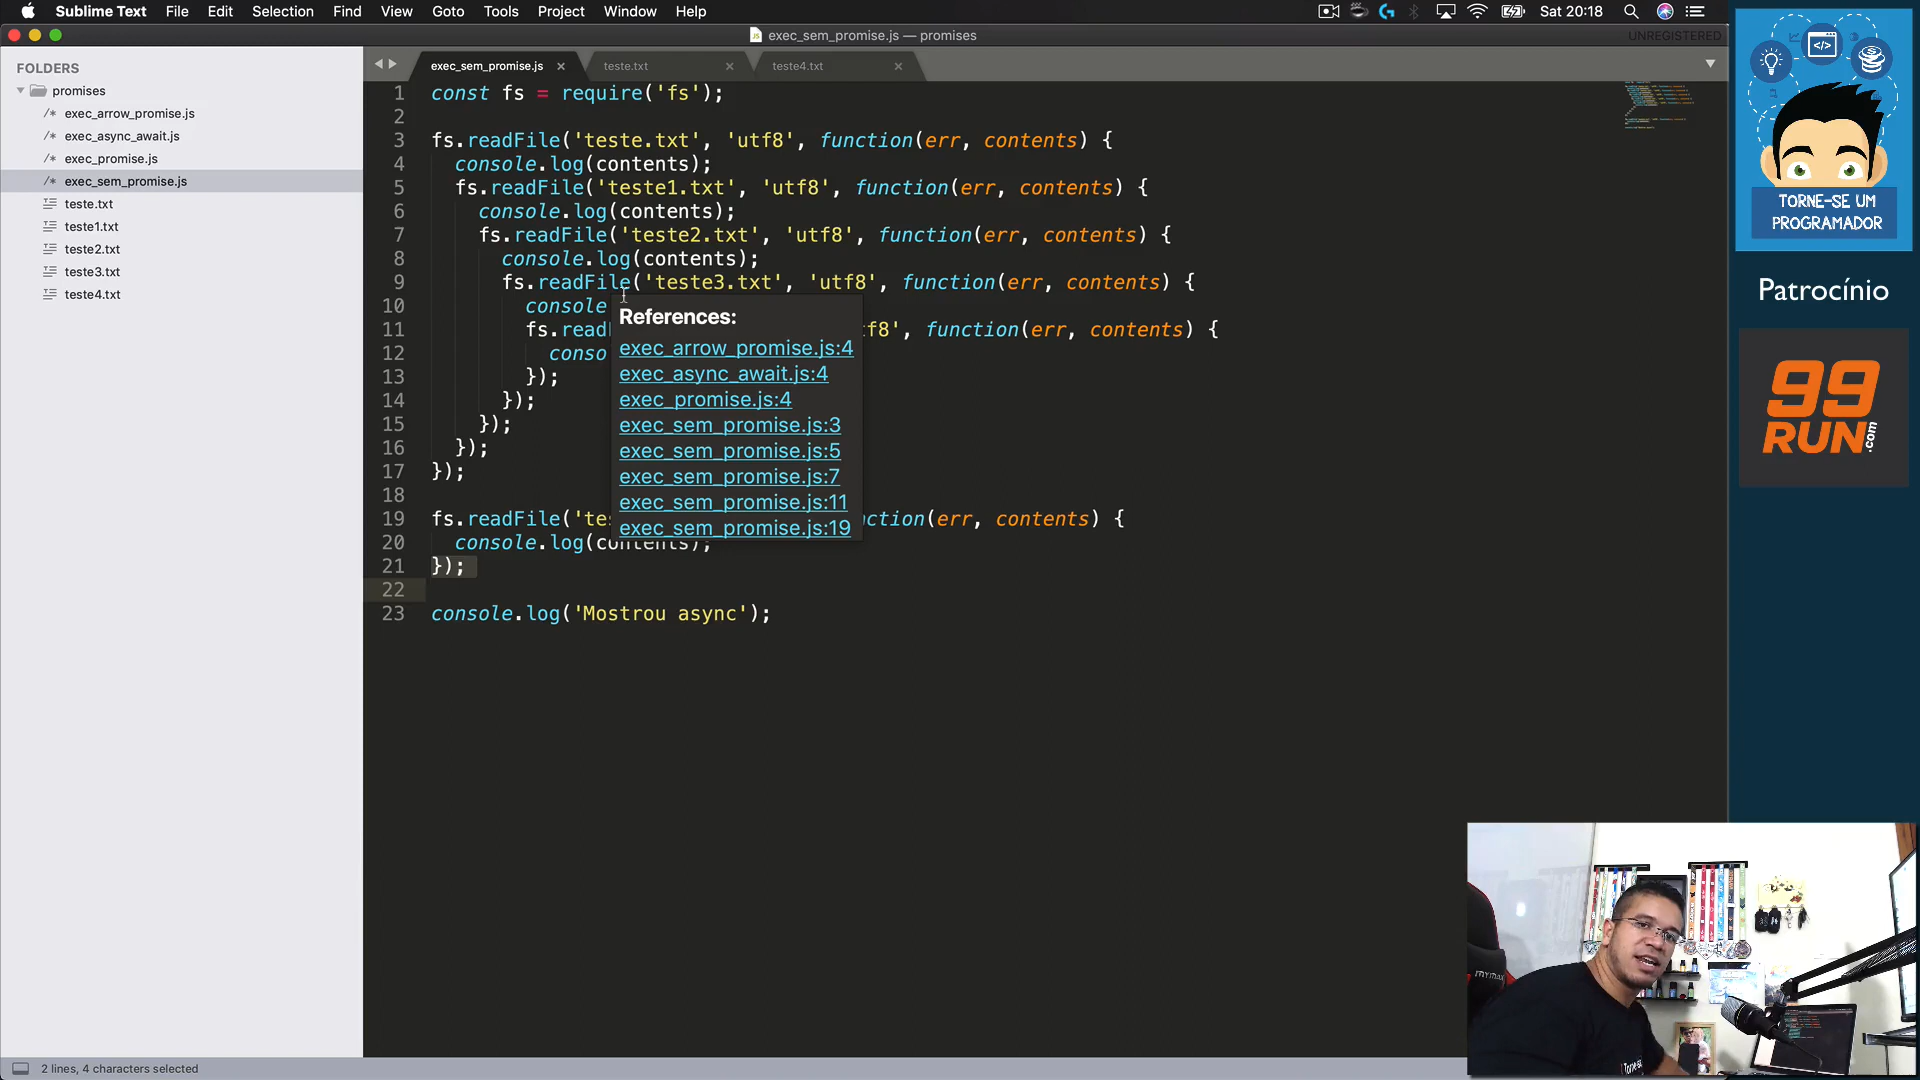 Sublime Text File Edit Selection Find View Goto Tools Project Window Help
Sat 20:18
exec_sem_promise.js — promises
UNREGISTERED
FOLDERS
promises
exec_arrow_promise.js
exec_async_await.js
exec_promise.js
exec_sem_promise.js
teste.txt
teste1.txt
teste2.txt
teste3.txt
teste4.txt
exec_sem_promise.js teste.txt teste4.txt
1 const fs = require('fs');
2
3 fs.readFile('teste.txt', 'utf8', function(err, contents) {
4 console.log(contents);
5 fs.readFile('teste1.txt', 'utf8', function(err, contents) {
6 console.log(contents);
7 fs.readFile('teste2.txt', 'utf8', function(err, contents) {
8 console.log(contents);
9 fs.readFile('teste3.txt', 'utf8', function(err, contents) {
10 console
11 fs.read tf8', function(err, contents) {
12 conso
13 });
14 });
15 });
16 });
17 });
18
19 fs.readFile('tes nction(err, contents) {
20 console.log(contents);
21 });
22
23 console.log('Mostrou async');
References:
exec_arrow_promise.js:4
exec_async_await.js:4
exec_promise.js:4
exec_sem_promise.js:3
exec_sem_promise.js:5
exec_sem_promise.js:7
exec_sem_promise.js:11
exec_sem_promise.js:19
2 lines, 4 characters selected
TORNE-SE UM
PROGRAMADOR
Patrocínio
99
RUN.com
MYMAX